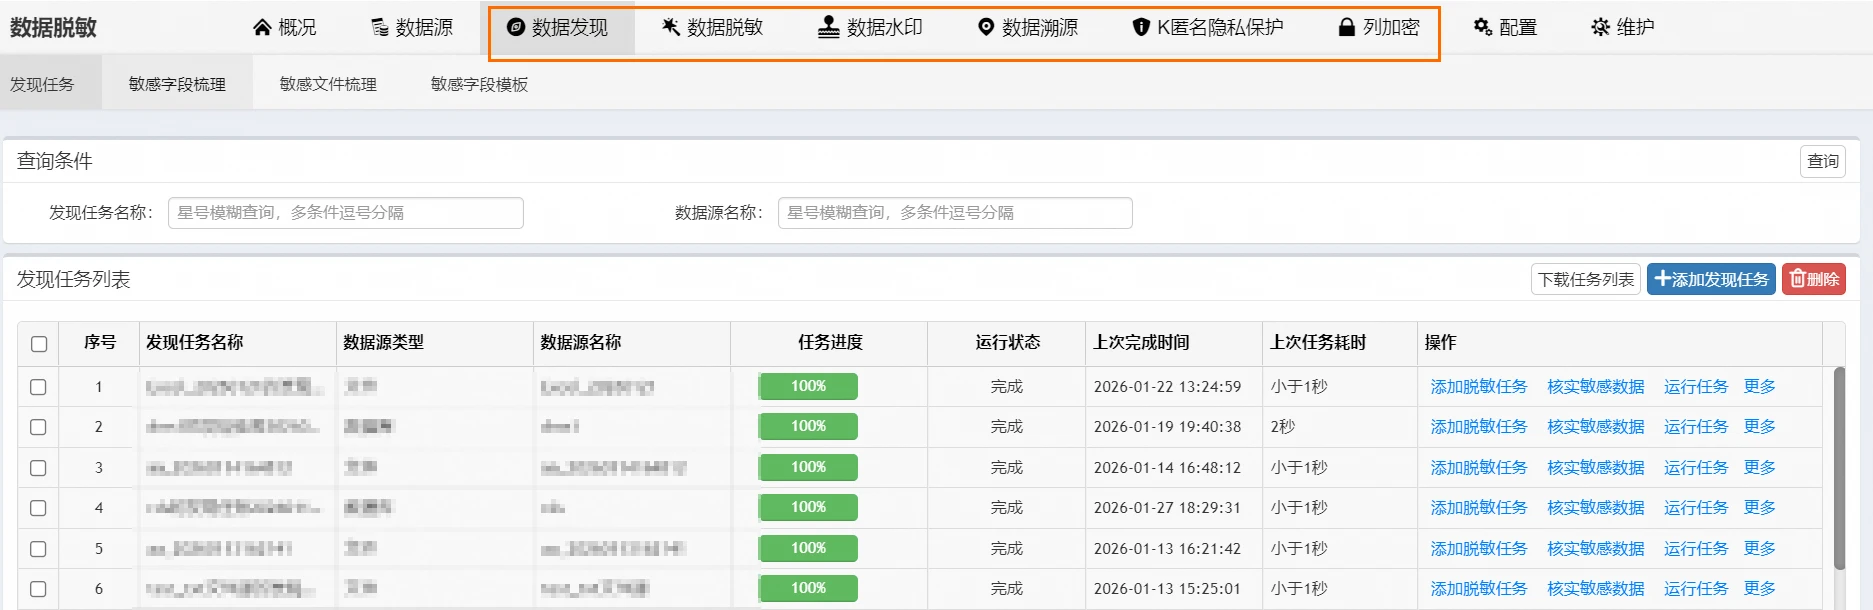 数据脱敏 概况 数据源 数据发现 数据脱敏 数据水印 数据溯源 K匿名隐私保护 列加密 配置 维护
发现任务 敏感字段梳理 敏感文件梳理 敏感字段模板
查询条件 查询
发现任务名称： 星号模糊查询，多条件逗号分隔 数据源名称： 星号模糊查询，多条件逗号分隔
发现任务列表 下载任务列表 添加发现任务 删除
序号 发现任务名称 数据源类型 数据源名称 任务进度 运行状态 上次完成时间 上次任务耗时 操作
1 100% 完成 2026-01-22 13:24:59 小于1秒 添加脱敏任务 核实敏感数据 运行任务 更多
2 100% 完成 2026-01-19 19:40:38 2秒 添加脱敏任务 核实敏感数据 运行任务 更多
3 100% 完成 2026-01-14 16:48:12 小于1秒 添加脱敏任务 核实敏感数据 运行任务 更多
4 100% 完成 2026-01-27 18:29:31 小于1秒 添加脱敏任务 核实敏感数据 运行任务 更多
5 100% 完成 2026-01-13 16:21:42 小于1秒 添加脱敏任务 核实敏感数据 运行任务 更多
6 100% 完成 2026-01-13 15:25:01 小于1秒 添加脱敏任务 核实敏感数据 运行任务 更多